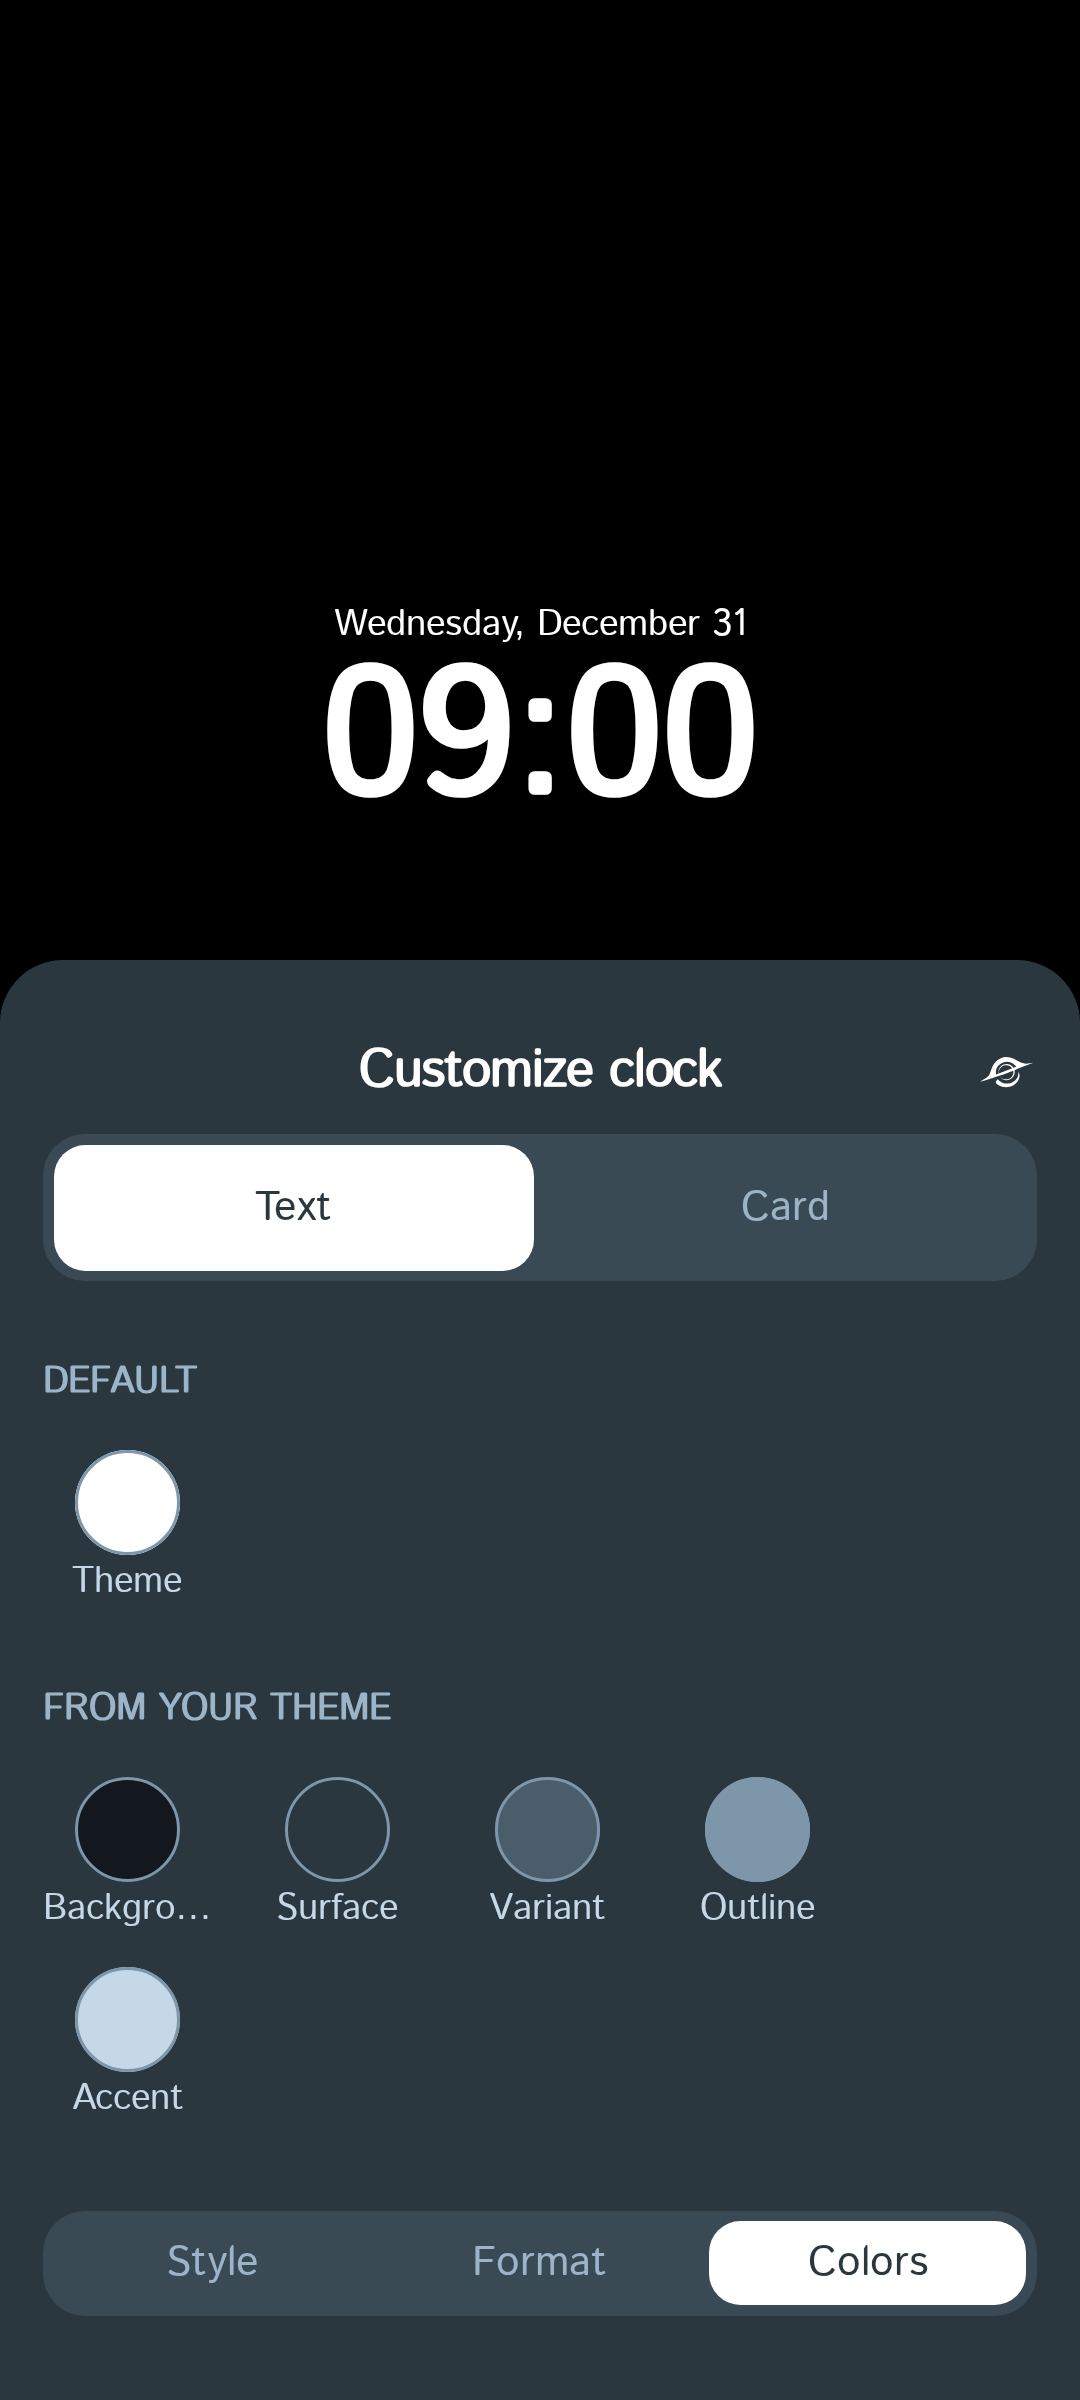 Wednesday, December 31
09:00
Customize clock
Text
Card
DEFAULT
Theme
FROM YOUR THEME
Backgro...
Surface
Variant
Outline
Accent
Style
Format
Colors